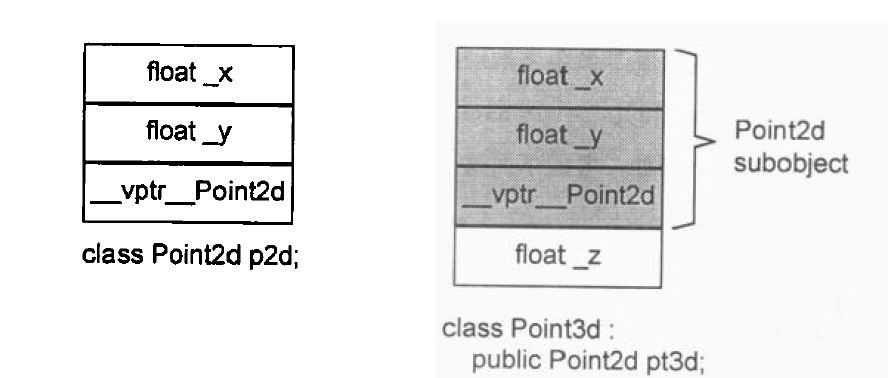 float _x
float _y
__vptr__Point2d
class Point2d p2d;
float _x
float _y
__vptr__Point2d
float _z
Point2d
subobject
class Point3d :
public Point2d pt3d;